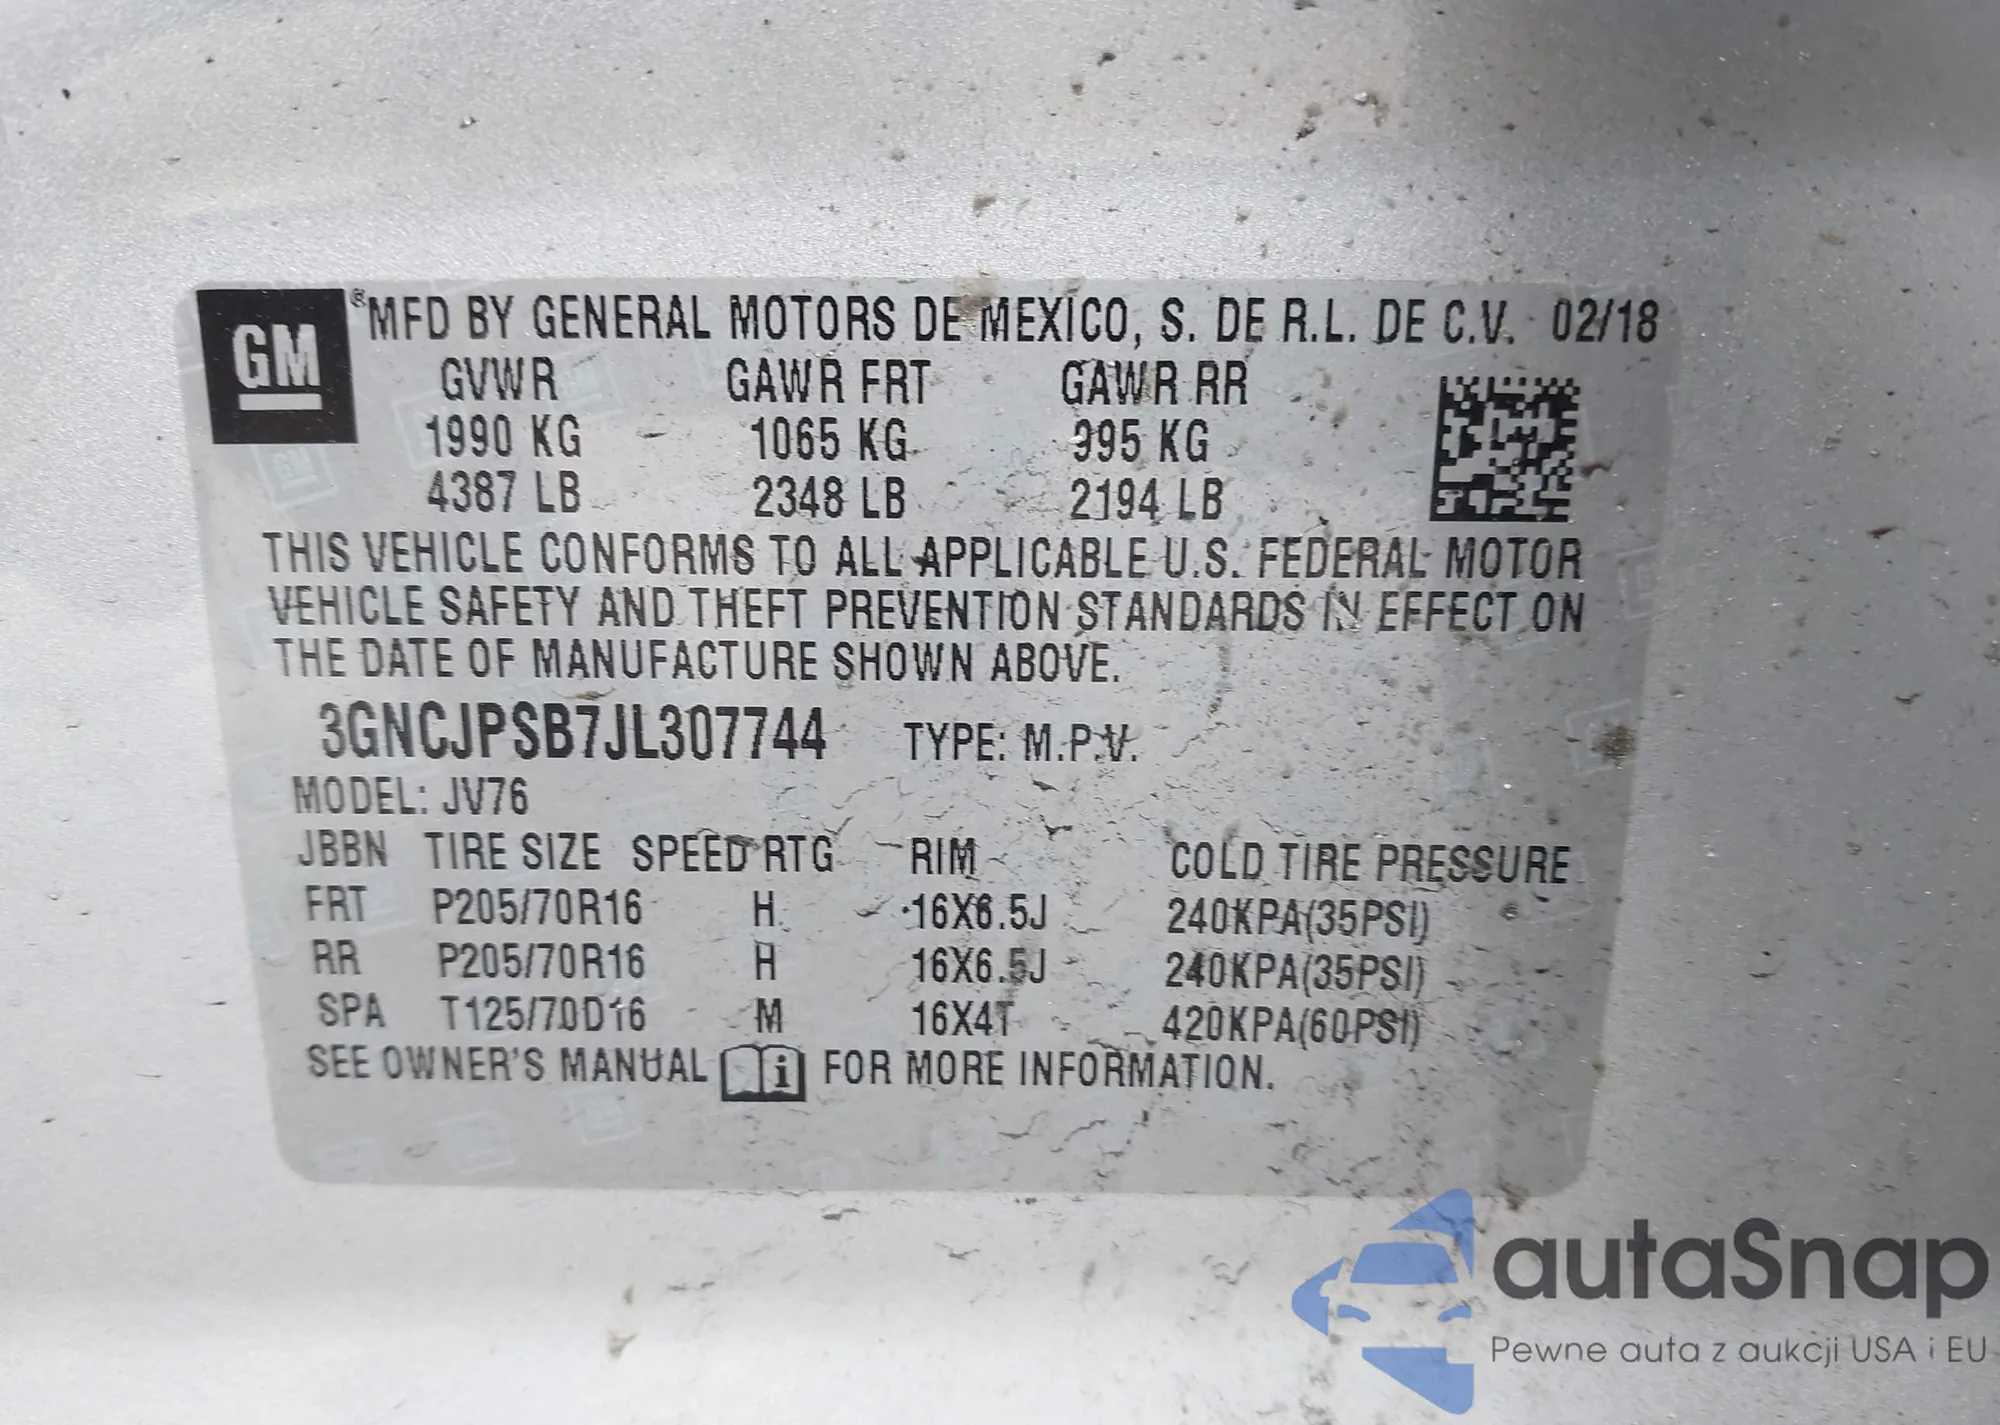 GM ®MFD BY GENERAL MOTORS DE MEXICO, S. DE R.L. DE C.V. 02/18
GVWR GAWR FRT GAWR RR
1990 KG 1065 KG 995 KG
4387 LB 2348 LB 2194 LB
THIS VEHICLE CONFORMS TO ALL APPLICABLE U.S. FEDERAL MOTOR
VEHICLE SAFETY AND THEFT PREVENTION STANDARDS IN EFFECT ON
THE DATE OF MANUFACTURE SHOWN ABOVE.
3GNCJPSB7JL307744 TYPE: M.P.V.
MODEL: JV76
JBBN TIRE SIZE SPEED RTG RIM COLD TIRE PRESSURE
FRT P205/70R16 H 16X6.5J 240KPA(35PSI)
RR P205/70R16 H 16X6.5J 240KPA(35PSI)
SPA T125/70D16 M 16X4T 420KPA(60PSI)
SEE OWNER'S MANUAL i FOR MORE INFORMATION.
autaSnap
Pewne auta z aukcji USA i EU